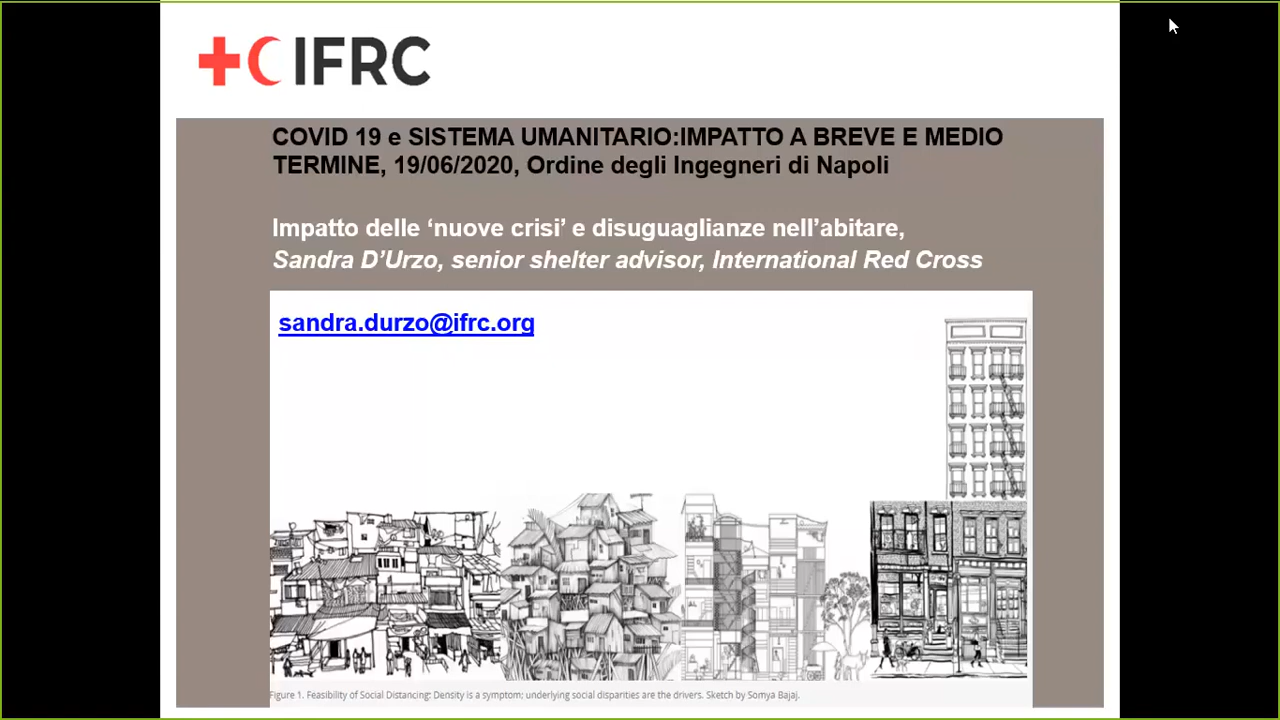 IFRC
COVID 19 e SISTEMA UMANITARIO:IMPATTO A BREVE E MEDIO
TERMINE, 19/06/2020, Ordine degli Ingegneri di Napoli
Impatto delle ‘nuove crisi’ e disuguaglianze nell’abitare,
Sandra D’Urzo, senior shelter advisor, International Red Cross
sandra.durzo@ifrc.org
Figure 1. Feasibility of Social Distancing: Density is a symptom; underlying social disparities are the drivers. Sketch by Somya Bajaj.